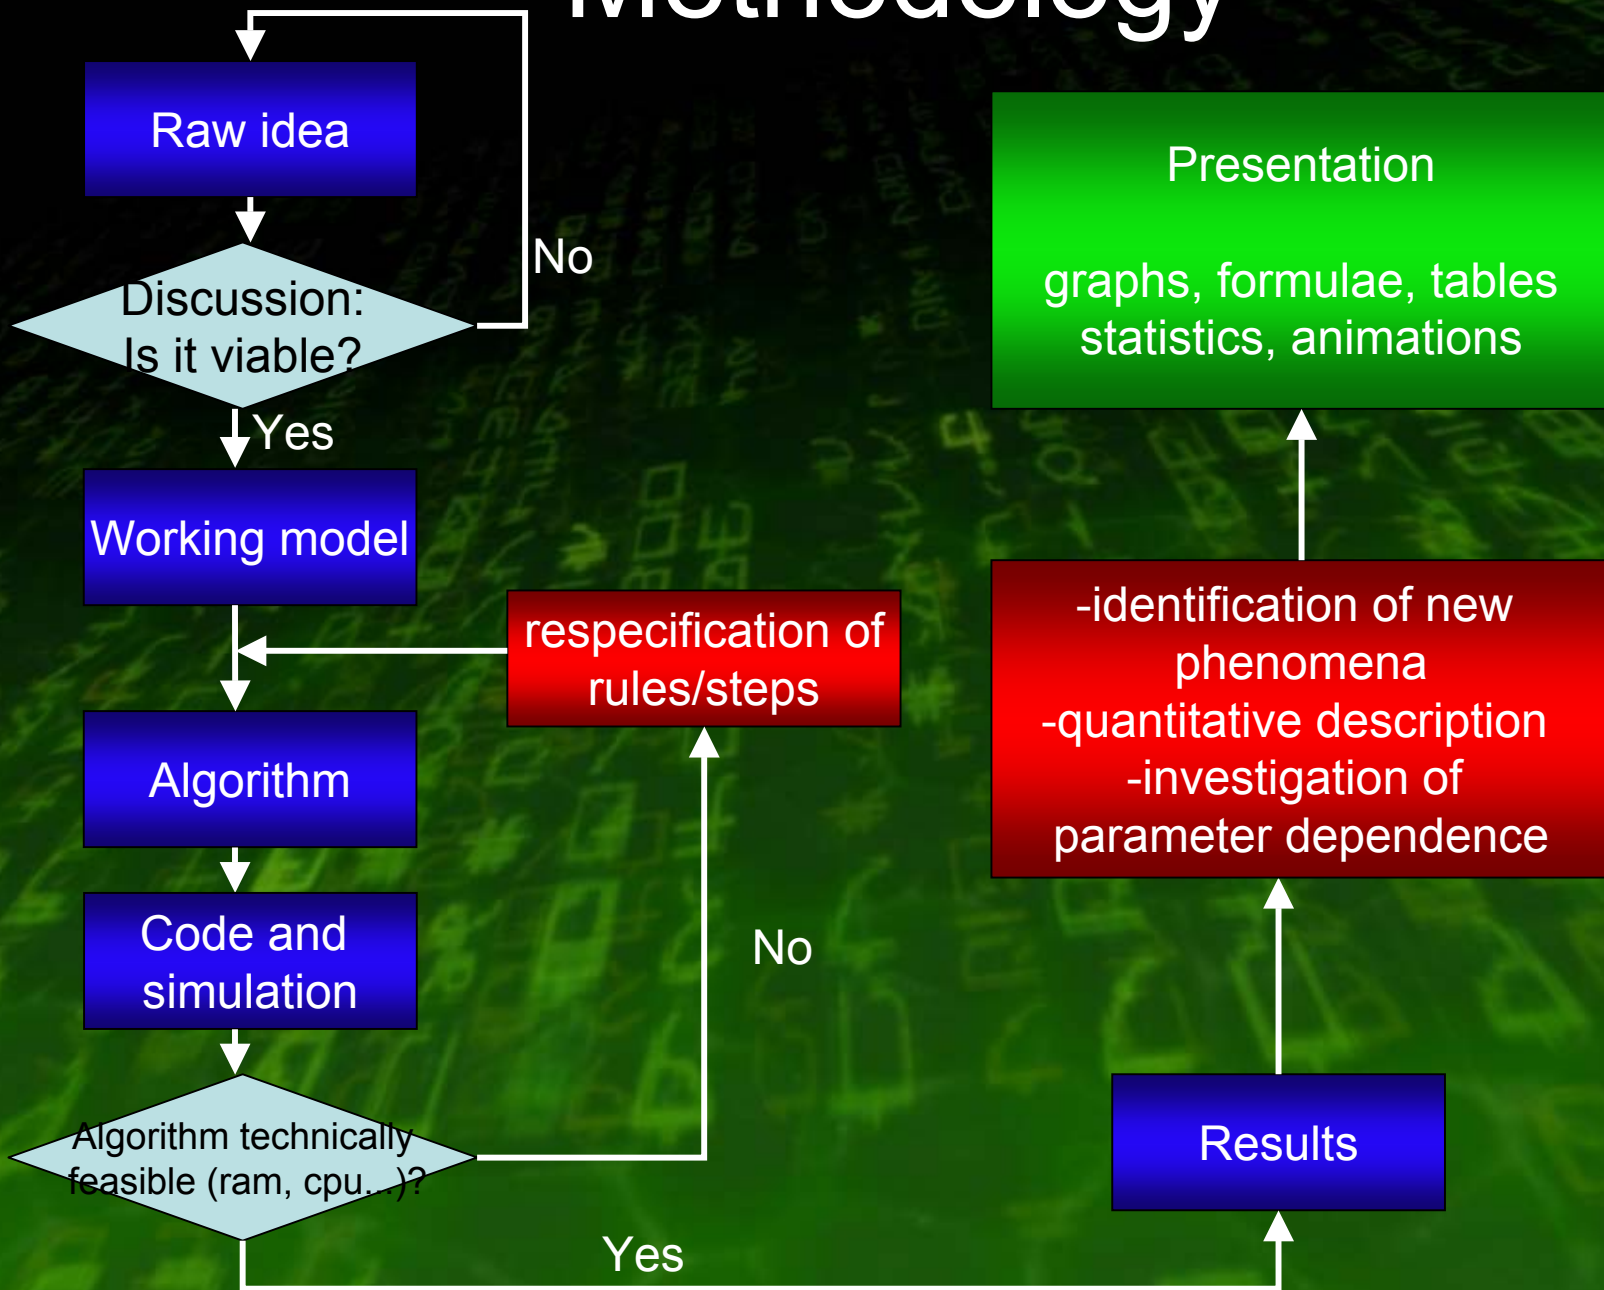 Methodology
Raw idea
Discussion:
Is it viable?
No
Yes
Working model
respecification of
rules/steps
Algorithm
Code and
simulation
No
Algorithm technically
feasible (ram, cpu...)?
Yes
Results
-identification of new
phenomena
-quantitative description
-investigation of
parameter dependence
Presentation
graphs, formulae, tables
statistics, animations